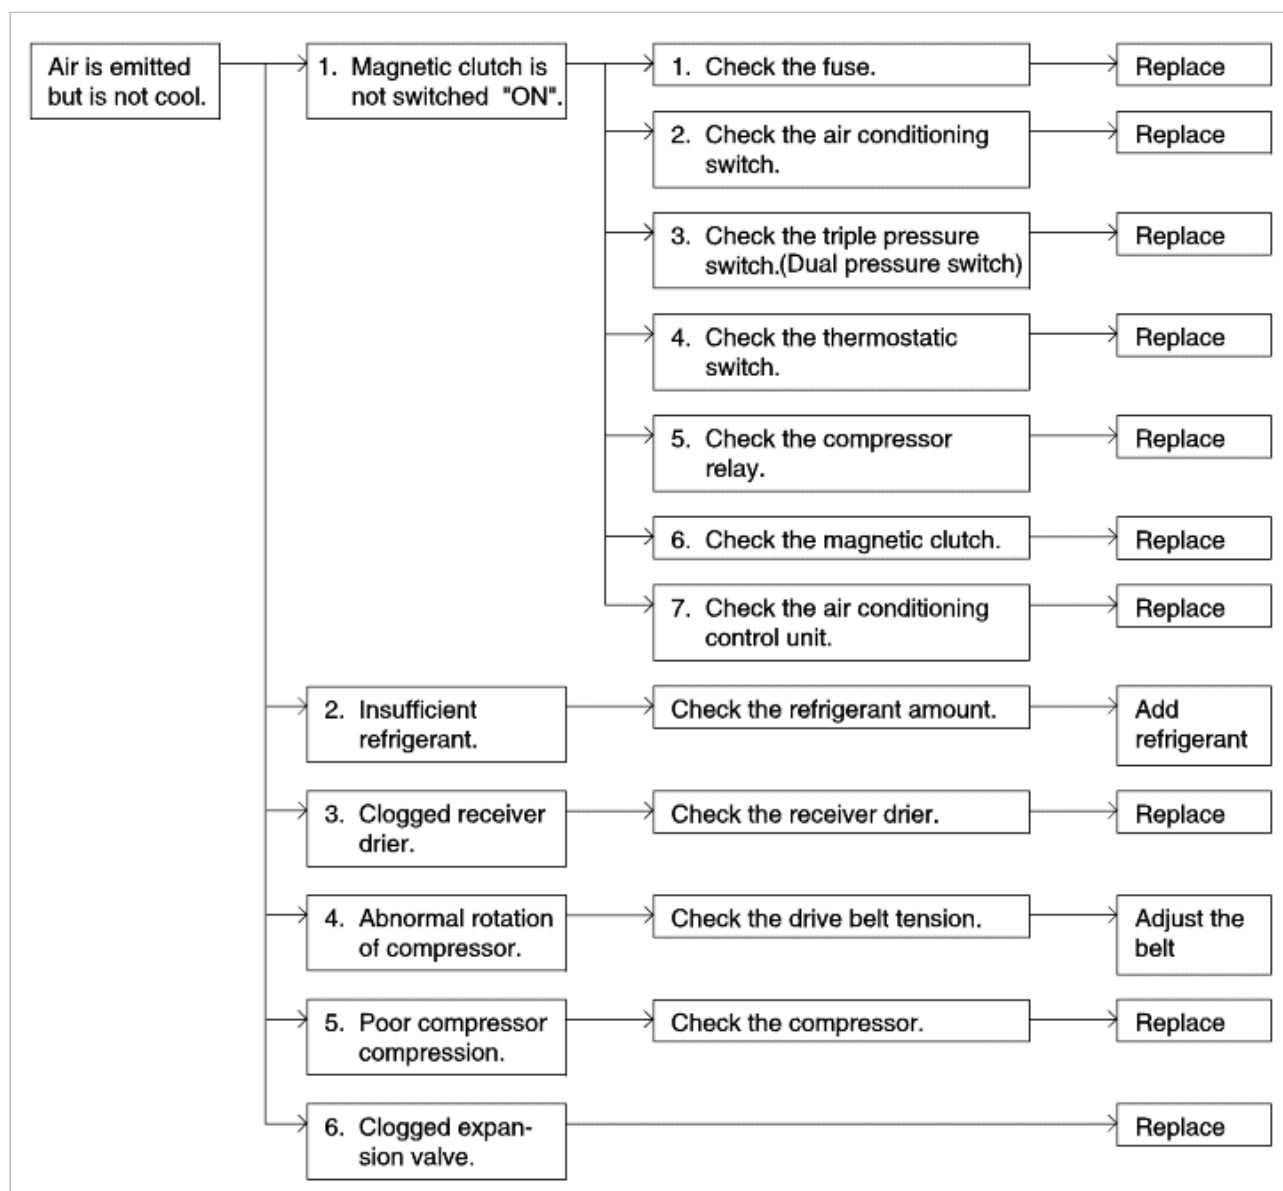 Air is emitted
but is not cool.
1. Magnetic clutch is
not switched "ON".
1. Check the fuse.
Replace
2. Check the air conditioning
switch.
Replace
3. Check the triple pressure
switch.(Dual pressure switch)
Replace
4. Check the thermostatic
switch.
Replace
5. Check the compressor
relay.
Replace
6. Check the magnetic clutch.
Replace
7. Check the air conditioning
control unit.
Replace
2. Insufficient
refrigerant.
Check the refrigerant amount.
Add
refrigerant
3. Clogged receiver
drier.
Check the receiver drier.
Replace
4. Abnormal rotation
of compressor.
Check the drive belt tension.
Adjust the
belt
5. Poor compressor
compression.
Check the compressor.
Replace
6. Clogged expan-
sion valve.
Replace